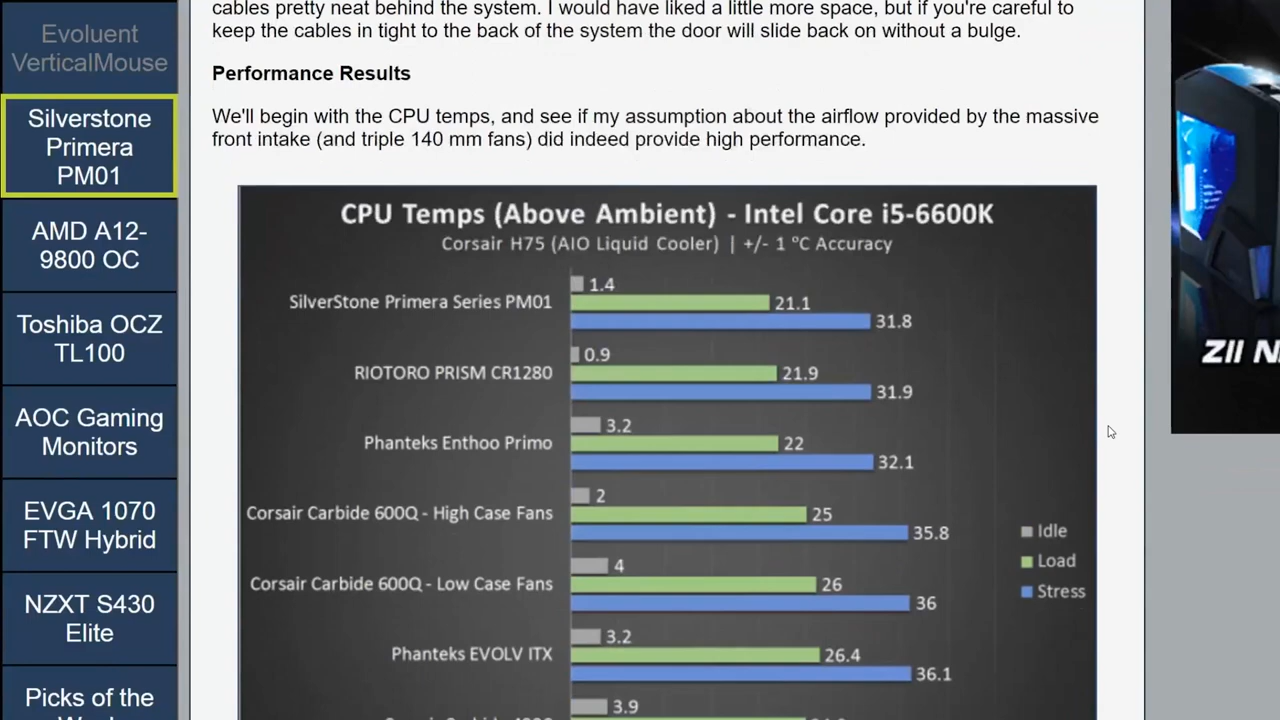 Evoluent
VerticalMouse
Silverstone
Primera
PM01
AMD A12-
9800 OC
Toshiba OCZ
TL100
AOC Gaming
Monitors
EVGA 1070
FTW Hybrid
NZXT S430
Elite
Picks of the
cables pretty neat behind the system. I would have liked a little more space, but if you're careful to
keep the cables in tight to the back of the system the door will slide back on without a bulge.
Performance Results
We'll begin with the CPU temps, and see if my assumption about the airflow provided by the massive
front intake (and triple 140 mm fans) did indeed provide high performance.
CPU Temps (Above Ambient) - Intel Core i5-6600K
Corsair H75 (AIO Liquid Cooler) | +/- 1 °C Accuracy
1.4
SilverStone Primera Series PM01 21.1
31.8
0.9
RIOTORO PRISM CR1280 21.9
31.9
3.2
Phanteks Enthoo Primo 22
32.1
2
Corsair Carbide 600Q - High Case Fans 25
35.8
4
Corsair Carbide 600Q - Low Case Fans 26
36
3.2
Phanteks EVOLV ITX 26.4
36.1
3.9
Idle
Load
Stress
ZII